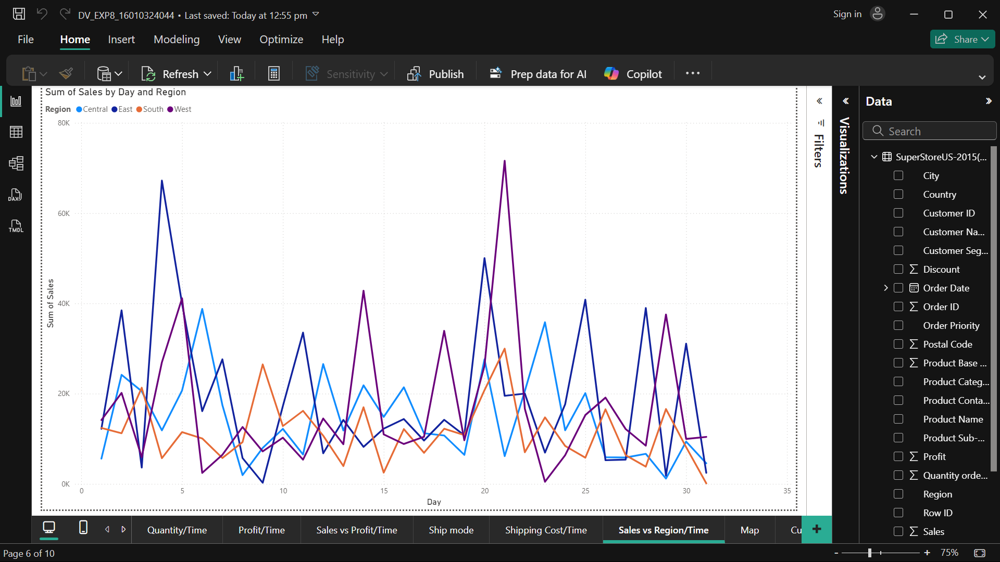 DV_EXP8_16010324044 • Last saved: Today at 12:55 pm
Sign in
File Home Insert Modeling View Optimize Help
Share
Refresh Sensitivity Publish Prep data for AI Copilot
Sum of Sales by Day and Region
Region Central East South West
80K
60K
40K
20K
0K
Sum of Sales
0 5 10 15 20 25 30 35
Day
Filters
Visualizations
Data
Search
SuperStoreUS-2015(...
City
Country
Customer ID
Customer Na...
Customer Seg...
Discount
Order Date
Order ID
Order Priority
Postal Code
Product Base ...
Product Categ...
Product Conta...
Product Name
Product Sub-...
Profit
Quantity orde...
Region
Row ID
Sales
DAX
TMDL
Quantity/Time Profit/Time Sales vs Profit/Time Ship mode Shipping Cost/Time Sales vs Region/Time Map Cu
Page 6 of 10
- + 75%